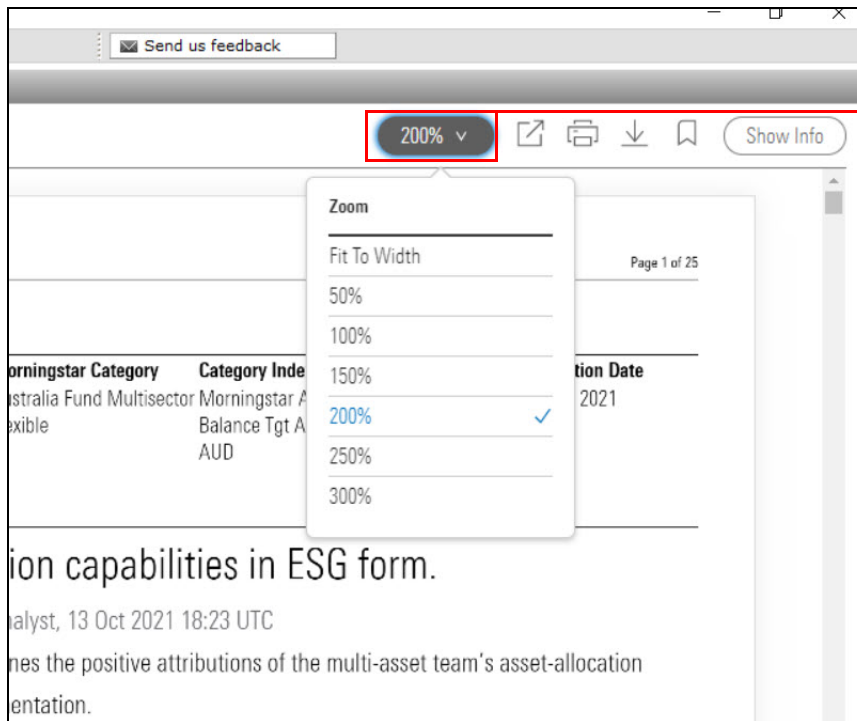 Send us feedback
200%
Show Info
Zoom
Fit To Width
50%
100%
150%
200%
250%
300%
Page 1 of 25
orningstar Category
ustralia Fund Multisector
exible
Category Inde
Morningstar A
Balance Tgt A
AUD
tion Date
2021
ion capabilities in ESG form.
nalyst, 13 Oct 2021 18:23 UTC
nes the positive attributions of the multi-asset team's asset-allocation
entation.